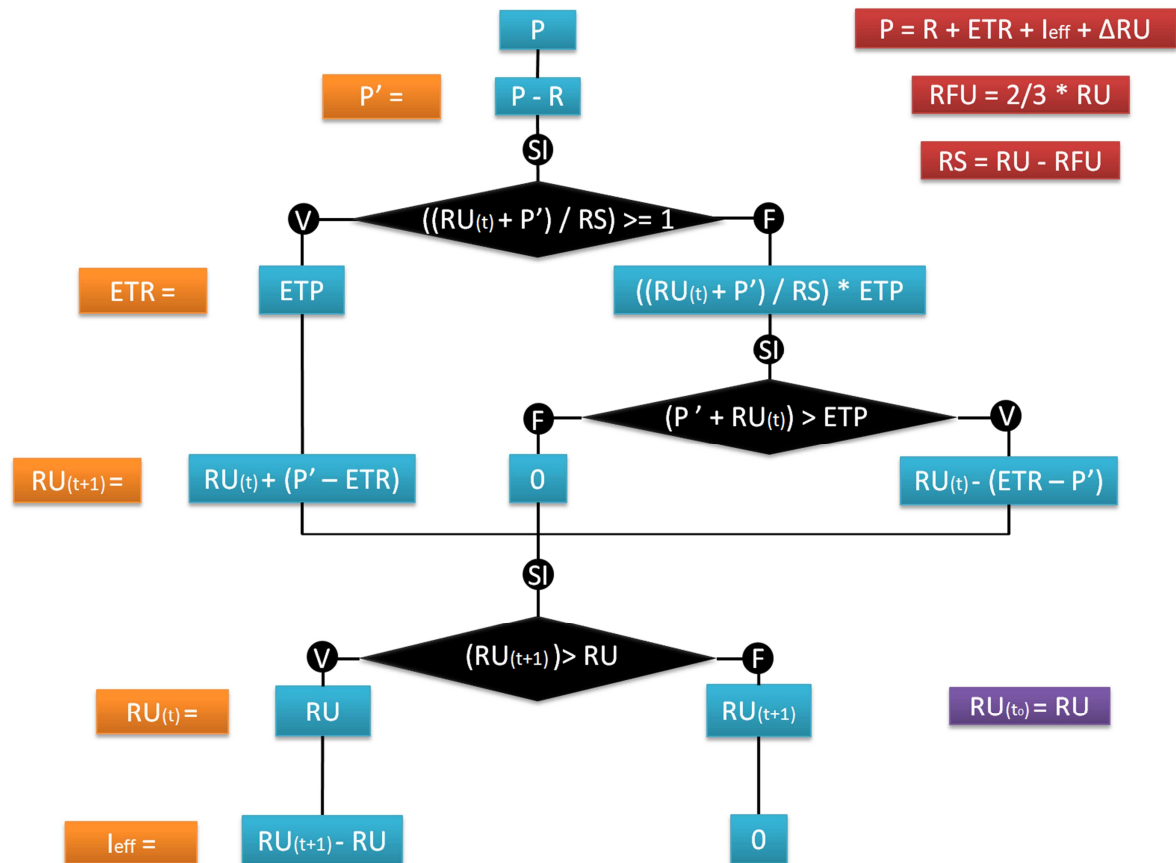 P
P = R + ETR + Ieff + ΔRU
P’ =
P - R
RFU = 2/3 * RU
SI
RS = RU - RFU
V
((RU(t) + P’) / RS) >= 1
F
ETR =
ETP
((RU(t) + P’) / RS) * ETP
SI
F
(P ’ + RU(t)) > ETP
V
RU(t+1) =
RU(t) + (P’ – ETR)
0
RU(t) - (ETR – P’)
SI
V
(RU(t+1) )> RU
F
RU(t) =
RU
RU(t+1)
RU(t₀) = RU
Ieff =
RU(t+1) - RU
0